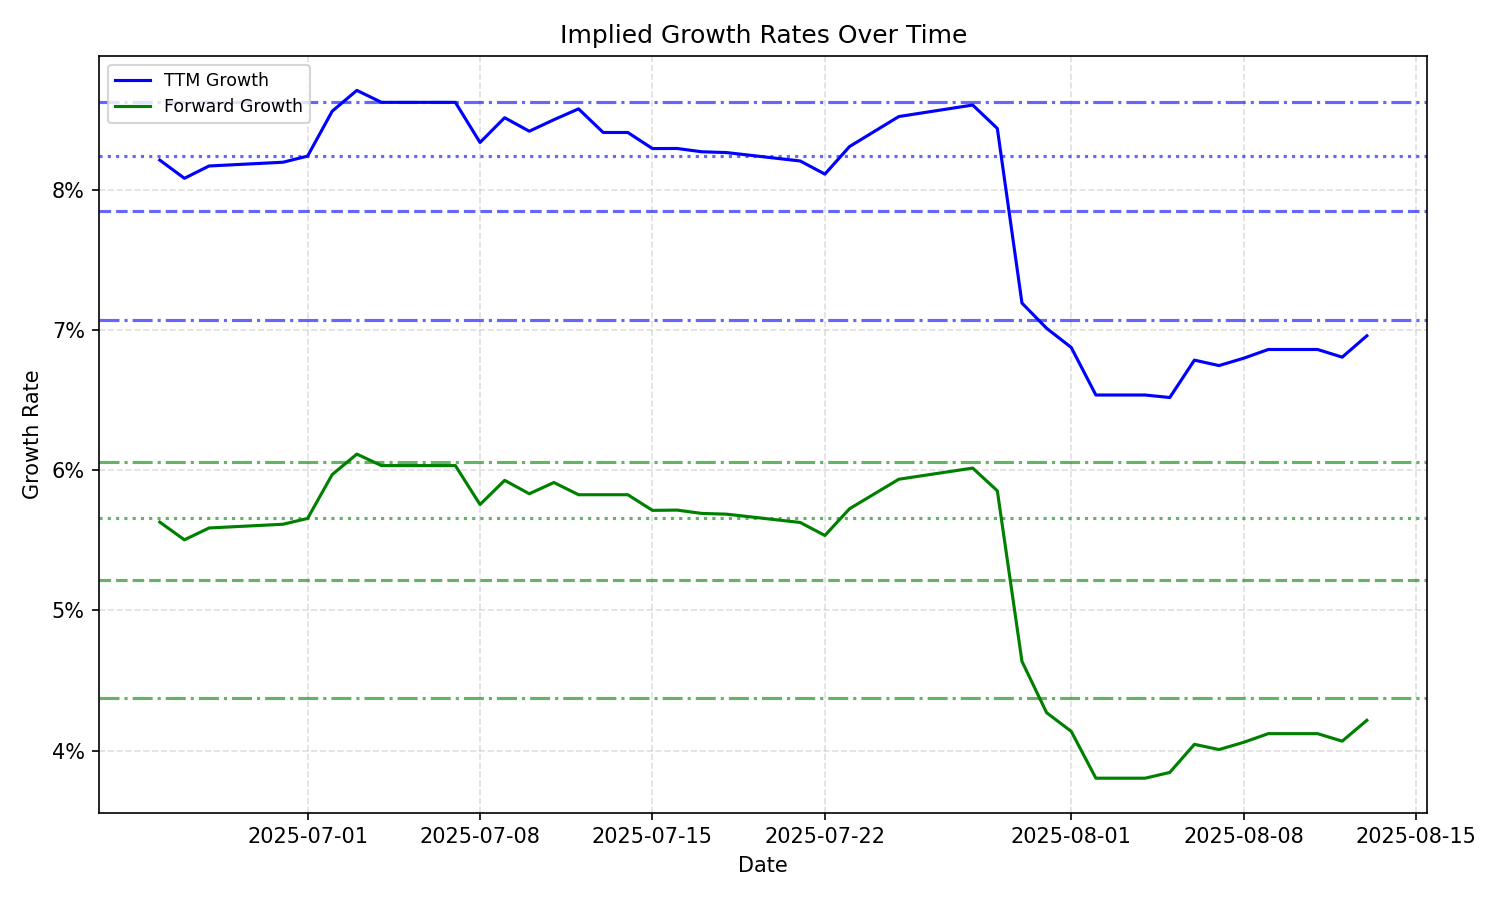 Implied Growth Rates Over Time
TTM Growth
Forward Growth
8%
7%
6%
5%
4%
Growth Rate
2025-07-01
2025-07-08
2025-07-15
2025-07-22
2025-08-01
2025-08-08
2025-08-15
Date